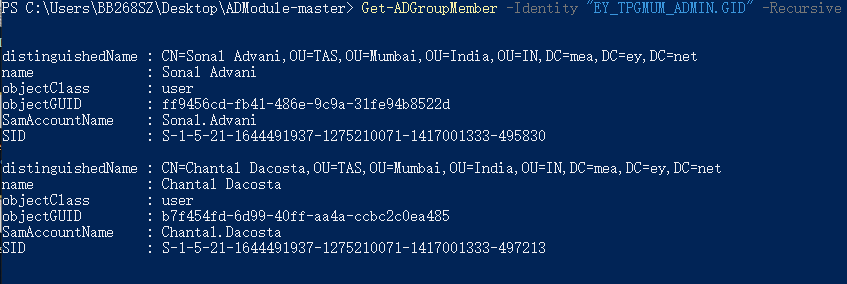 PS C:\Users\BB268SZ\Desktop\ADModule-master> Get-ADGroupMember -Identity "EY_TPGMUM_ADMIN.GID" -Recursive
distinguishedName : CN=Sonal Advani,OU=TAS,OU=Mumbai,OU=India,OU=IN,DC=mea,DC=ey,DC=net
name              : Sonal Advani
objectClass       : user
objectGUID        : ff9456cd-fb41-486e-9c9a-31fe94b8522d
SamAccountName    : Sonal.Advani
SID               : S-1-5-21-1644491937-1275210071-1417001333-495830
distinguishedName : CN=Chantal Dacosta,OU=TAS,OU=Mumbai,OU=India,OU=IN,DC=mea,DC=ey,DC=net
name              : Chantal Dacosta
objectClass       : user
objectGUID        : b7f454fd-6d99-40ff-aa4a-ccbc2c0ea485
SamAccountName    : Chantal.Dacosta
SID               : S-1-5-21-1644491937-1275210071-1417001333-497213